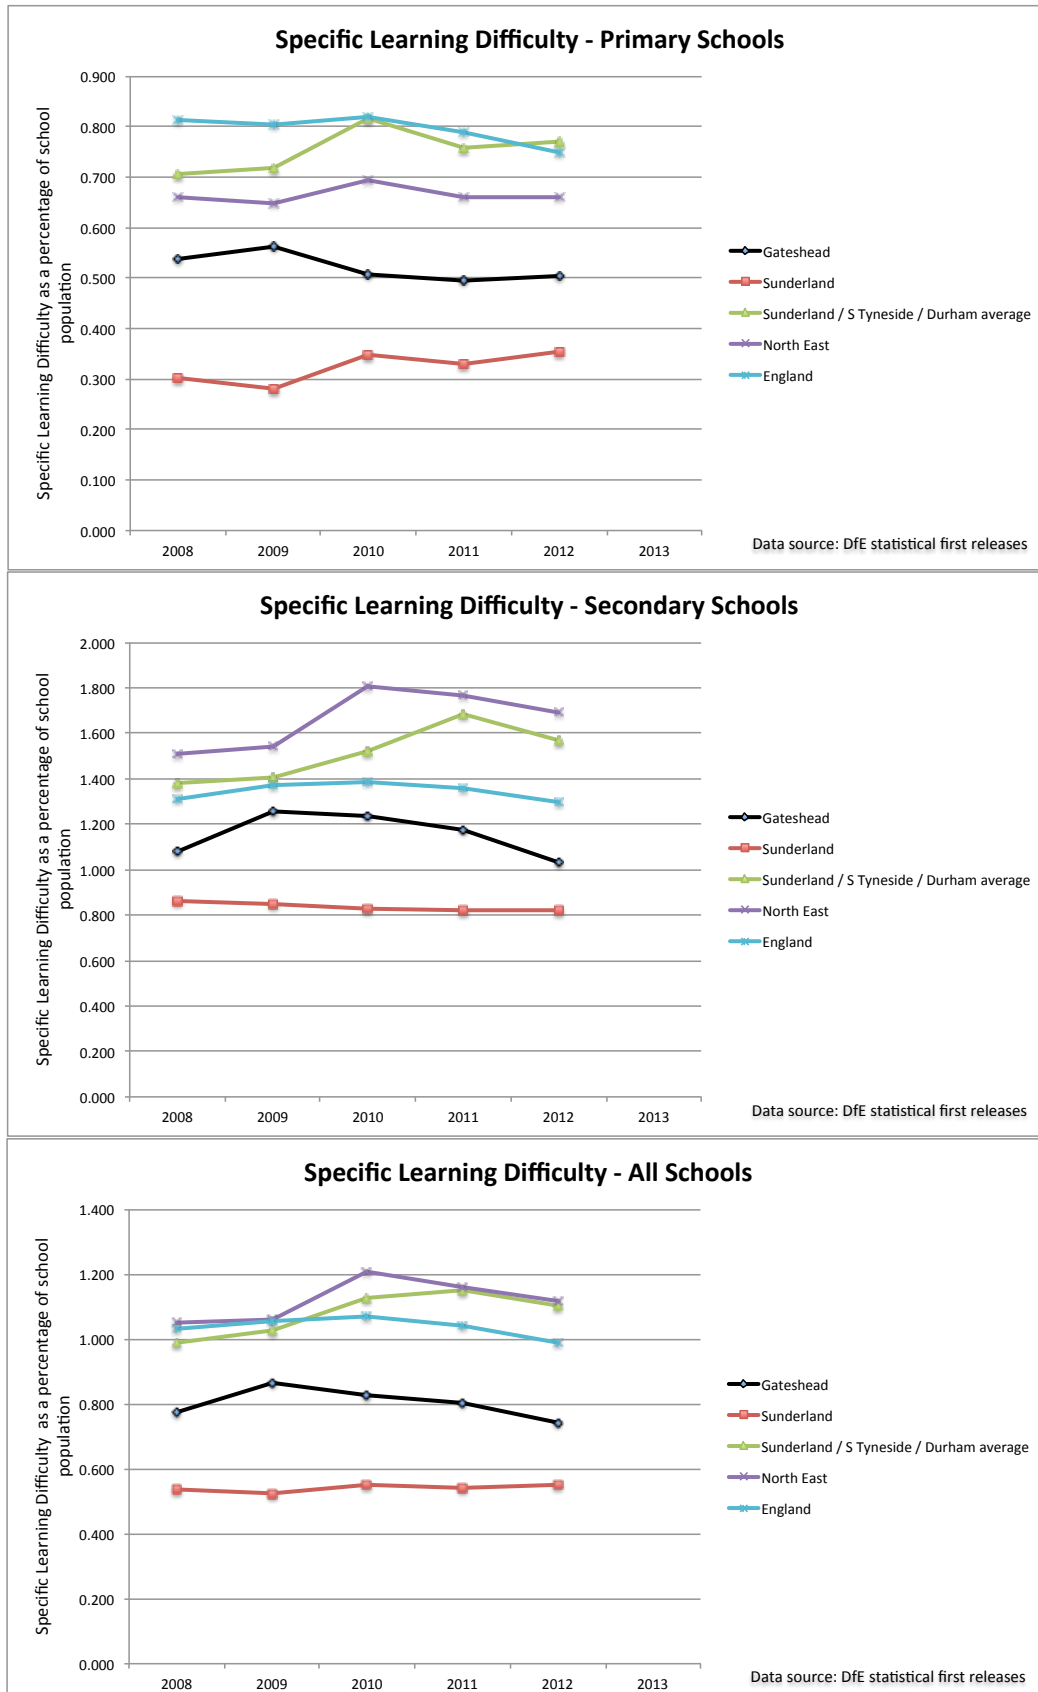 Specific Learning Difficulty - Primary Schools
Specific Learning Difficulty as a percentage of school
population
0.900
0.800
0.700
0.600
0.500
0.400
0.300
0.200
0.100
0.000
2008 2009 2010 2011 2012 2013
Gateshead
Sunderland
Sunderland / S Tyneside / Durham average
North East
England
Data source: DfE statistical first releases
Specific Learning Difficulty - Secondary Schools
Specific Learning Difficulty as a percentage of school
population
2.000
1.800
1.600
1.400
1.200
1.000
0.800
0.600
0.400
0.200
0.000
2008 2009 2010 2011 2012 2013
Gateshead
Sunderland
Sunderland / S Tyneside / Durham average
North East
England
Data source: DfE statistical first releases
Specific Learning Difficulty - All Schools
Specific Learning Difficulty as a percentage of school
population
1.400
1.200
1.000
0.800
0.600
0.400
0.200
0.000
2008 2009 2010 2011 2012 2013
Gateshead
Sunderland
Sunderland / S Tyneside / Durham average
North East
England
Data source: DfE statistical first releases